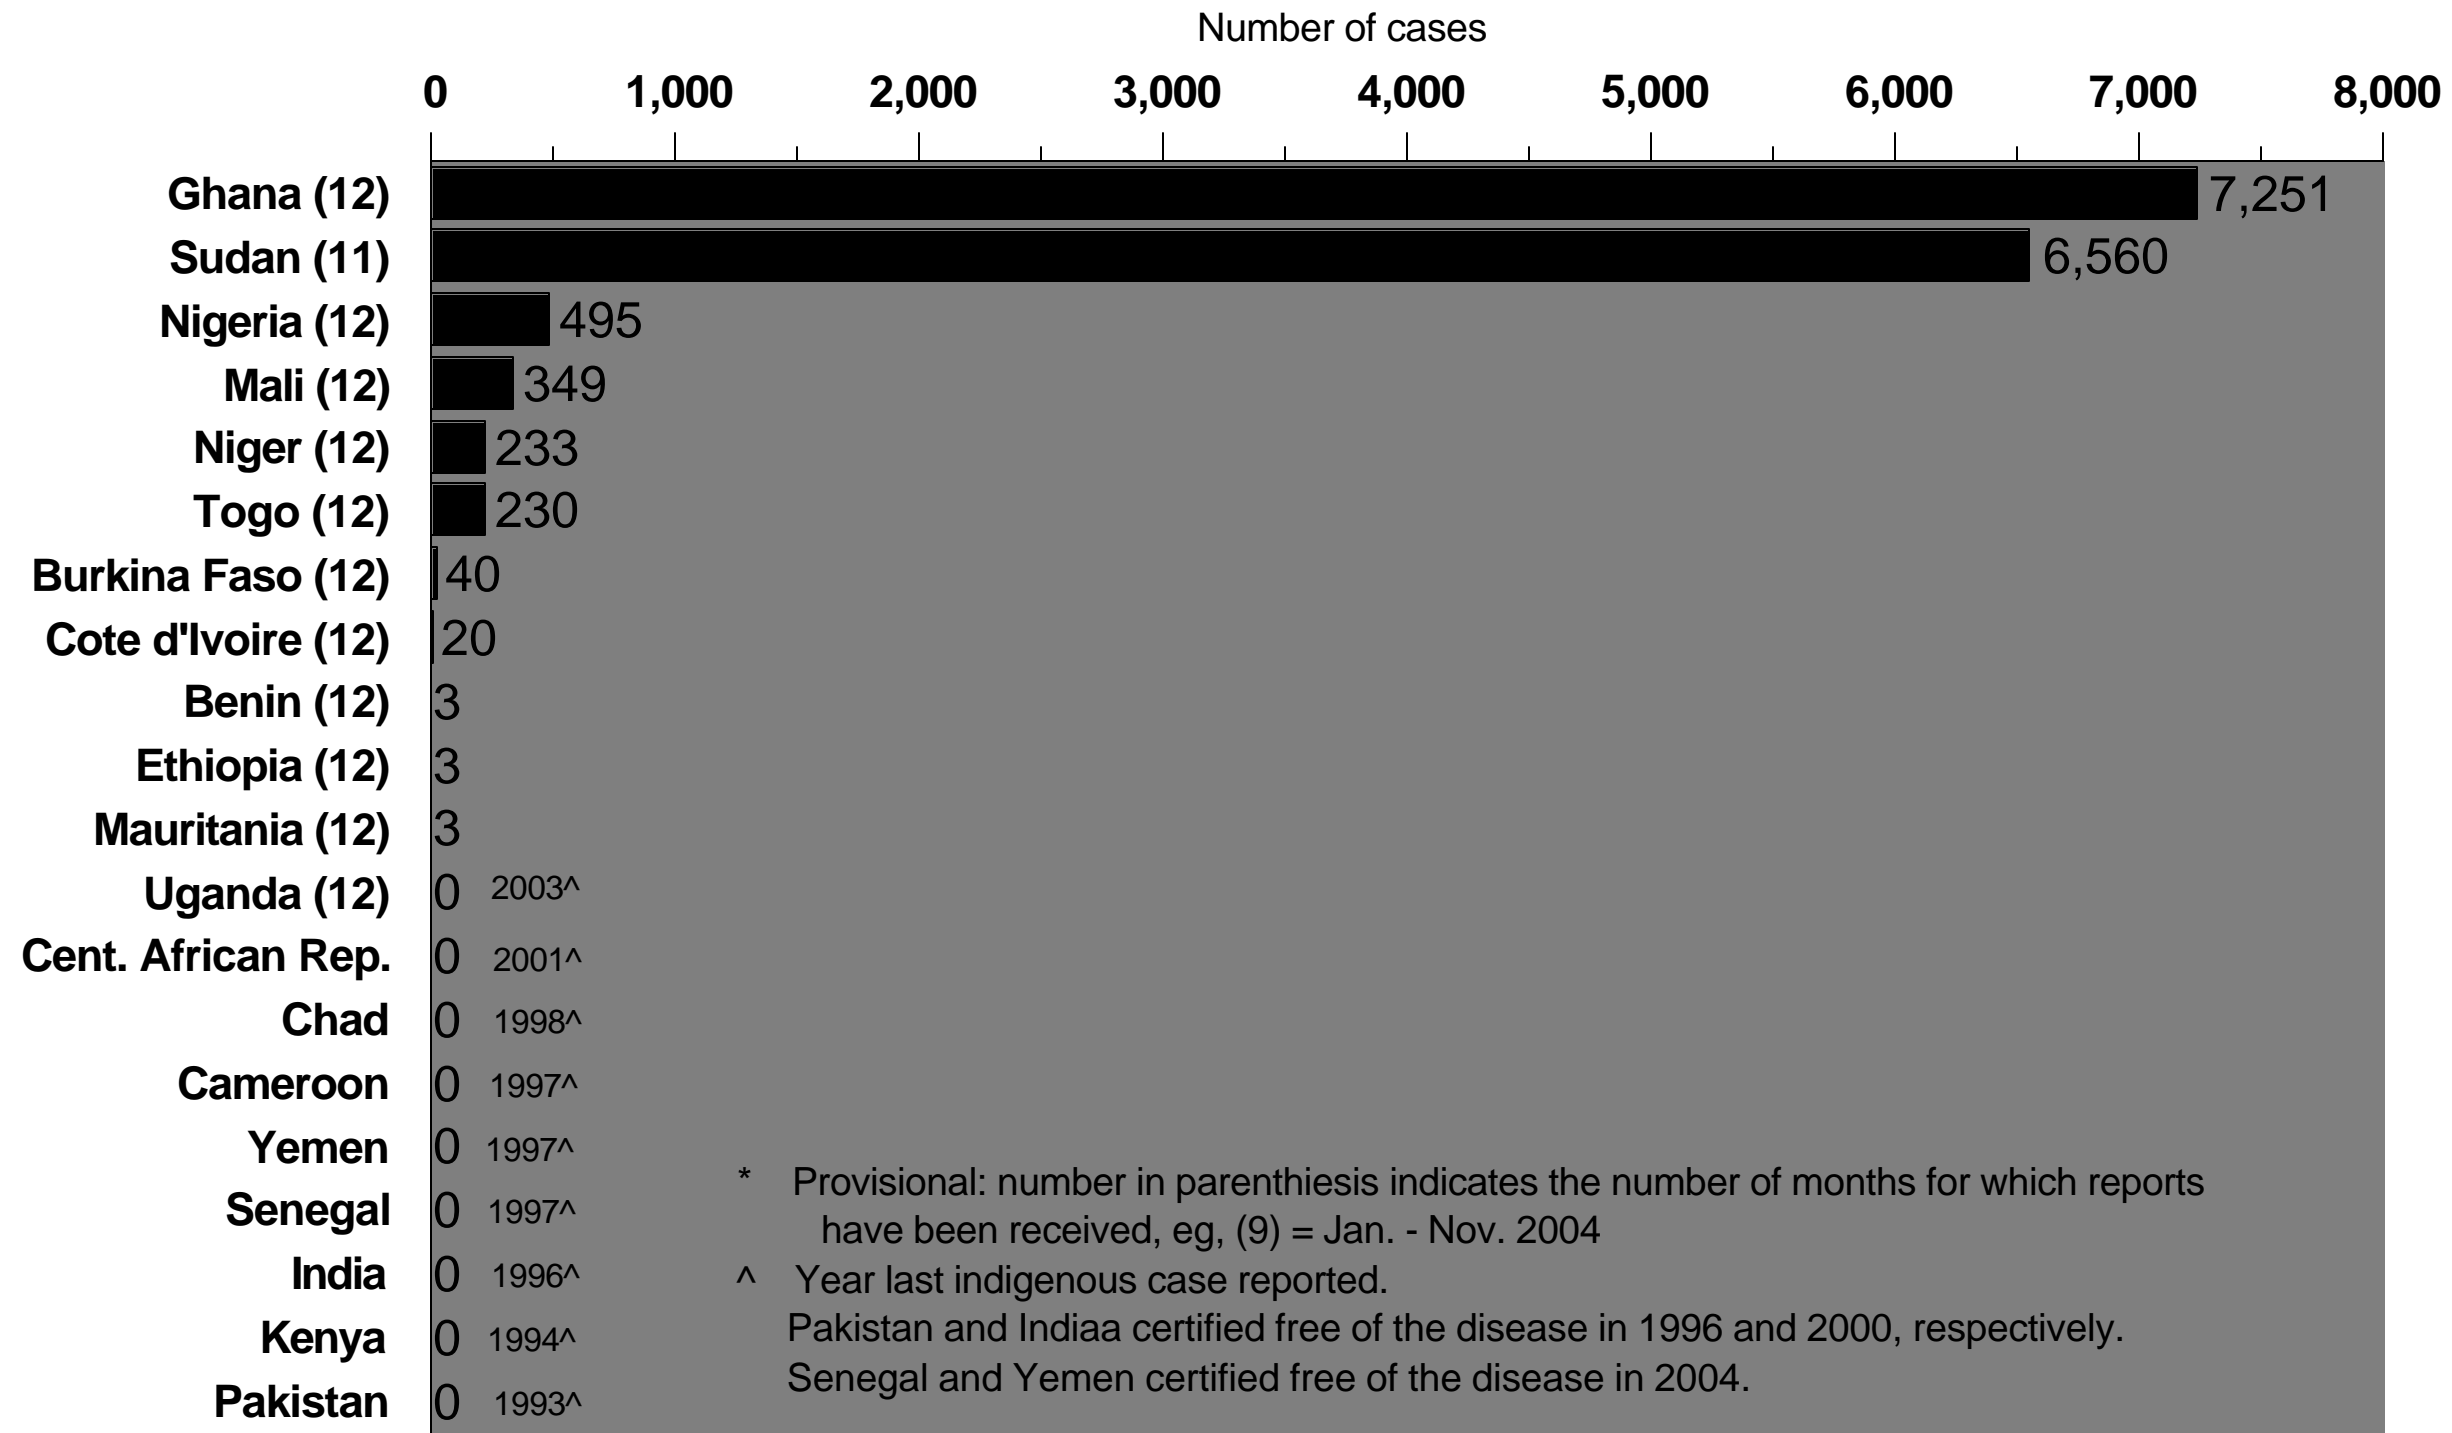 Number of cases
0 1,000 2,000 3,000 4,000 5,000 6,000 7,000 8,000
Ghana (12) 7,251
Sudan (11) 6,560
Nigeria (12) 495
Mali (12) 349
Niger (12) 233
Togo (12) 230
Burkina Faso (12) 40
Cote d'Ivoire (12) 20
Benin (12) 3
Ethiopia (12) 3
Mauritania (12) 3
Uganda (12) 0 2003^
Cent. African Rep. 0 2001^
Chad 0 1998^
Cameroon 0 1997^
Yemen 0 1997^
Senegal 0 1997^
India 0 1996^
Kenya 0 1994^
Pakistan 0 1993^
* Provisional: number in parenthiesis indicates the number of months for which reports
have been received, eg, (9) = Jan. - Nov. 2004
^ Year last indigenous case reported.
Pakistan and Indiaa certified free of the disease in 1996 and 2000, respectively.
Senegal and Yemen certified free of the disease in 2004.